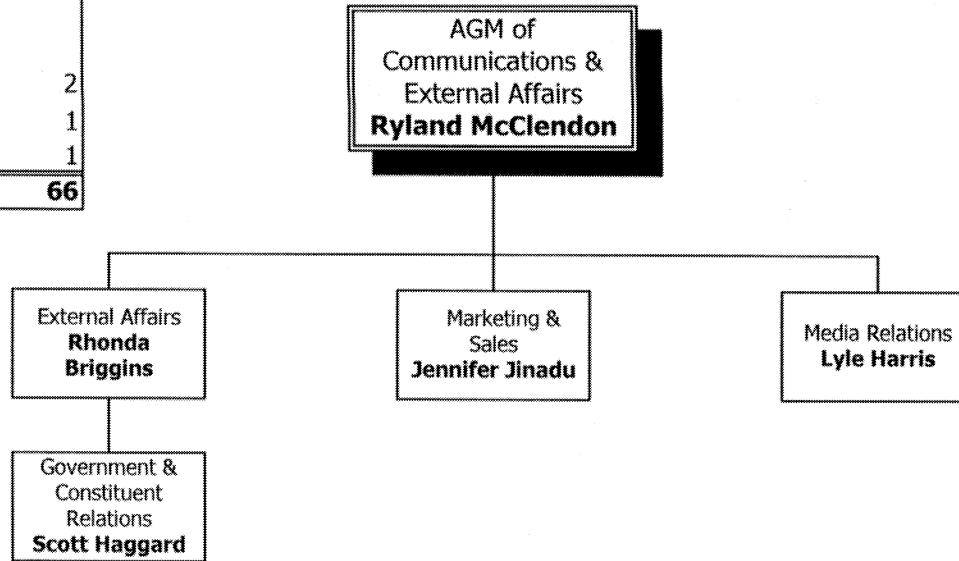 2
1
1
66
AGM of
Communications &
External Affairs
Ryland McClendon
External Affairs
Rhonda
Briggins
Marketing &
Sales
Jennifer Jinadu
Media Relations
Lyle Harris
Government &
Constituent
Relations
Scott Haggard